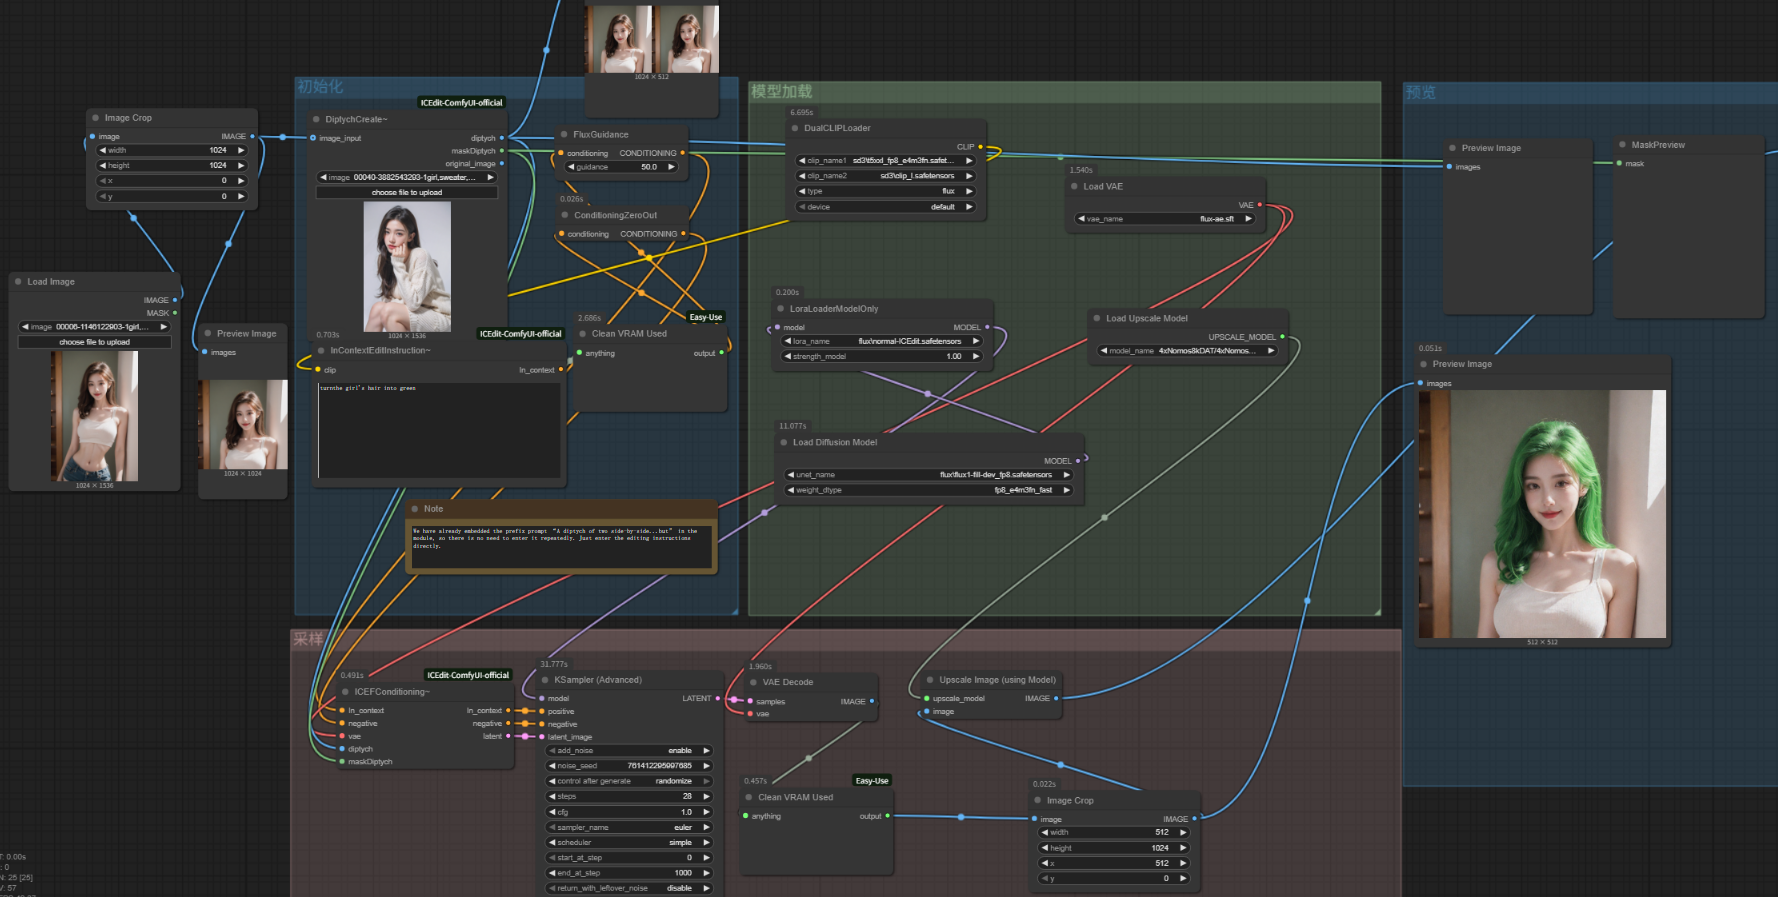 1024 × 512
初始化
ICEdit-ComfyUI-official
DiptychCreate~
image_input
diptych
maskDiptych
original_image
image 00040-3882543293-1girl,sweater,...
choose file to upload
1024 × 1536
Image Crop
image
IMAGE
width 1024
height 1024
x 0
y 0
Load Image
IMAGE
MASK
image 00006-1146122903-1girl,...
choose file to upload
1024 × 1536
Preview Image
images
1024 × 1024
FluxGuidance
conditioning
CONDITIONING
guidance 50.0
0.026s
ConditioningZeroOut
conditioning
CONDITIONING
0.703s
ICEdit-ComfyUI-official
InContextEditInstruction~
clip
In_context
turnthe girl's hair into green
2.686s
Easy-Use
Clean VRAM Used
anything
output
Note
We have already embedded the prefix prompt "A diptych of two side-by-side...but" in the
module, so there is no need to enter it repeatedly. Just enter the editing instructions
directly.
模型加载
6.695s
DualCLIPLoader
CLIP
clip_name2 sd3\clip_l.safetensors
type flux
device default
1.540s
Load VAE
VAE
vae_name flux-ae.sft
0.200s
LoraLoaderModelOnly
model
MODEL
lora_name flux\normal-ICEdit.safetensors
strength_model 1.00
Load Upscale Model
UPSCALE_MODEL
model_name 4xNomos8kDAT/4xNomos...
11.077s
Load Diffusion Model
MODEL
unet_name flux\flux1-fill-dev_fp8.safetensors
weight_dtype fp8_e4m3fn_fast
预览
Preview Image
images
MaskPreview
mask
0.051s
Preview Image
images
512 × 512
采样
0.491s
ICEdit-ComfyUI-official
ICEFConditioning~
In_context
negative
vae
diptych
maskDiptych
In_context
negative
latent
31.777s
KSampler (Advanced)
model
positive
negative
latent_image
LATENT
add_noise enable
noise_seed 761412295997685
control after generate randomize
steps 28
cfg 1.0
sampler_name euler
scheduler simple
start_at_step 0
end_at_step 1000
return_with_leftover_noise disable
1.960s
VAE Decode
samples
vae
IMAGE
Upscale Image (using Model)
upscale_model
image
IMAGE
0.457s
Easy-Use
Clean VRAM Used
anything
output
0.022s
Image Crop
image
IMAGE
width 512
height 1024
x 512
y 0
T: 0.00s
I: 0
N: 25 [25]
V: 57